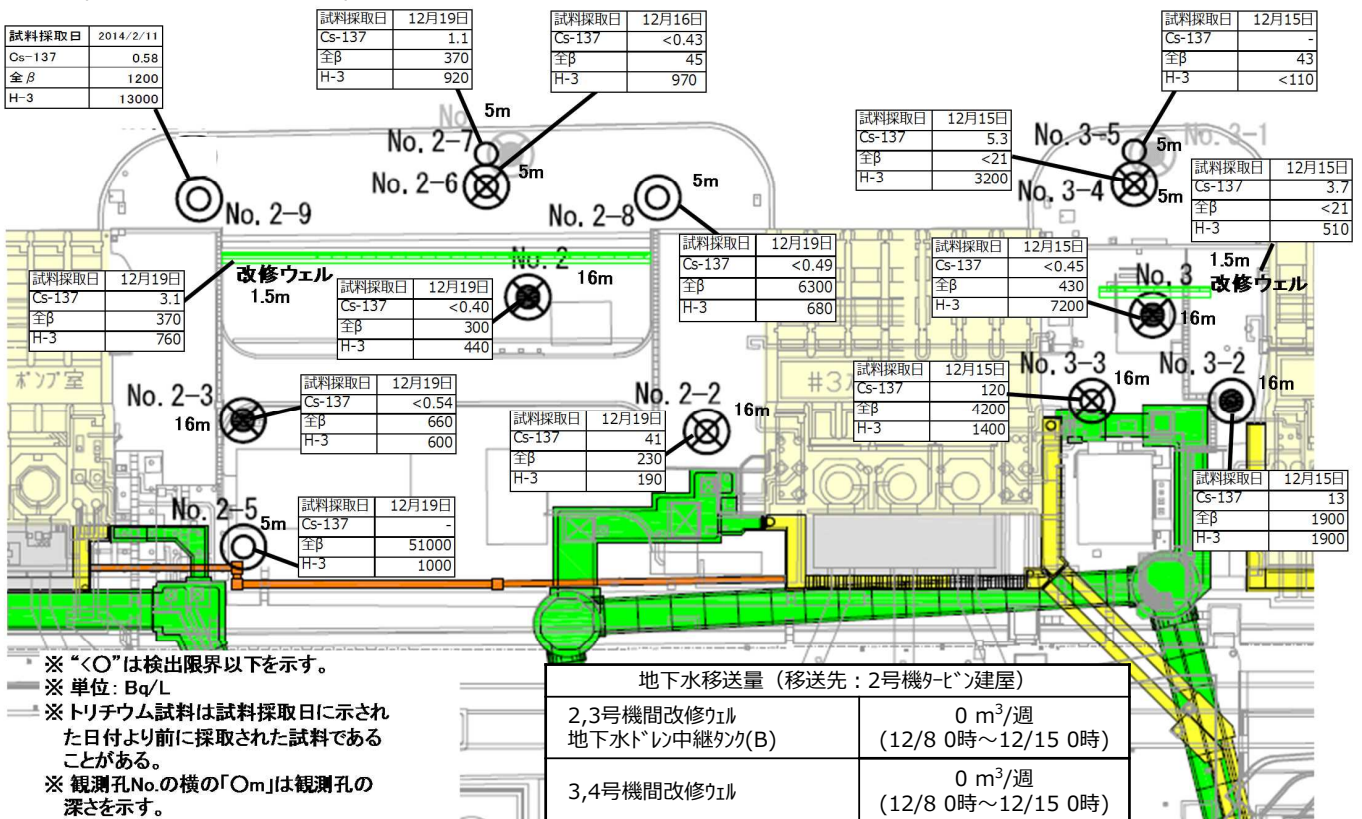 試料採取日 2014/2/11
Cs-137 0.58
全β 1200
H-3 13000
試料採取日 12月19日
Cs-137 1.1
全β 370
H-3 920
試料採取日 12月16日
Cs-137 <0.43
全β 45
H-3 970
試料採取日 12月15日
Cs-137 -
全β 43
H-3 <110
試料採取日 12月15日
Cs-137 5.3
全β <21
H-3 3200
試料採取日 12月15日
Cs-137 3.7
全β <21
H-3 510
No 5m
No. 2-7
No. 2-6 5m
No. 2-9
No. 2-8 5m
No. 3-5 5m No. 3-1
No. 3-4 5m
改修ウェル
1.5m
No. 2 16m
1.5m
改修ウェル
No. 3
16m
試料採取日 12月19日
Cs-137 3.1
全β 370
H-3 760
試料採取日 12月19日
Cs-137 <0.40
全β 300
H-3 440
試料採取日 12月19日
Cs-137 <0.49
全β 6300
H-3 680
試料採取日 12月15日
Cs-137 <0.45
全β 430
H-3 7200
ポンプ室
No. 2-3
16m
試料採取日 12月19日
Cs-137 <0.54
全β 660
H-3 600
No. 2-2
16m
試料採取日 12月19日
Cs-137 41
全β 230
H-3 190
#3
試料採取日 12月15日
Cs-137 120
全β 4200
H-3 1400
No. 3-3
16m
No. 3-2
16m
試料採取日 12月15日
Cs-137 13
全β 1900
H-3 1900
No. 2-5
5m
試料採取日 12月19日
Cs-137 -
全β 51000
H-3 1000
※ “<○”は検出限界以下を示す。
※ 単位: Bq/L
※ トリチウム試料は試料採取日に示され
た日付より前に採取された試料である
ことがある。
※ 観測孔No.の横の「○m」は観測孔の
深さを示す。
地下水移送量（移送先：2号機ﾀｰﾋﾞﾝ建屋）
2,3号機間改修ｳｪﾙ
地下水ﾄﾞﾚﾝ中継ﾀﾝｸ(B)
0 m³/週
(12/8 0時～12/15 0時)
3,4号機間改修ｳｪﾙ
0 m³/週
(12/8 0時～12/15 0時)